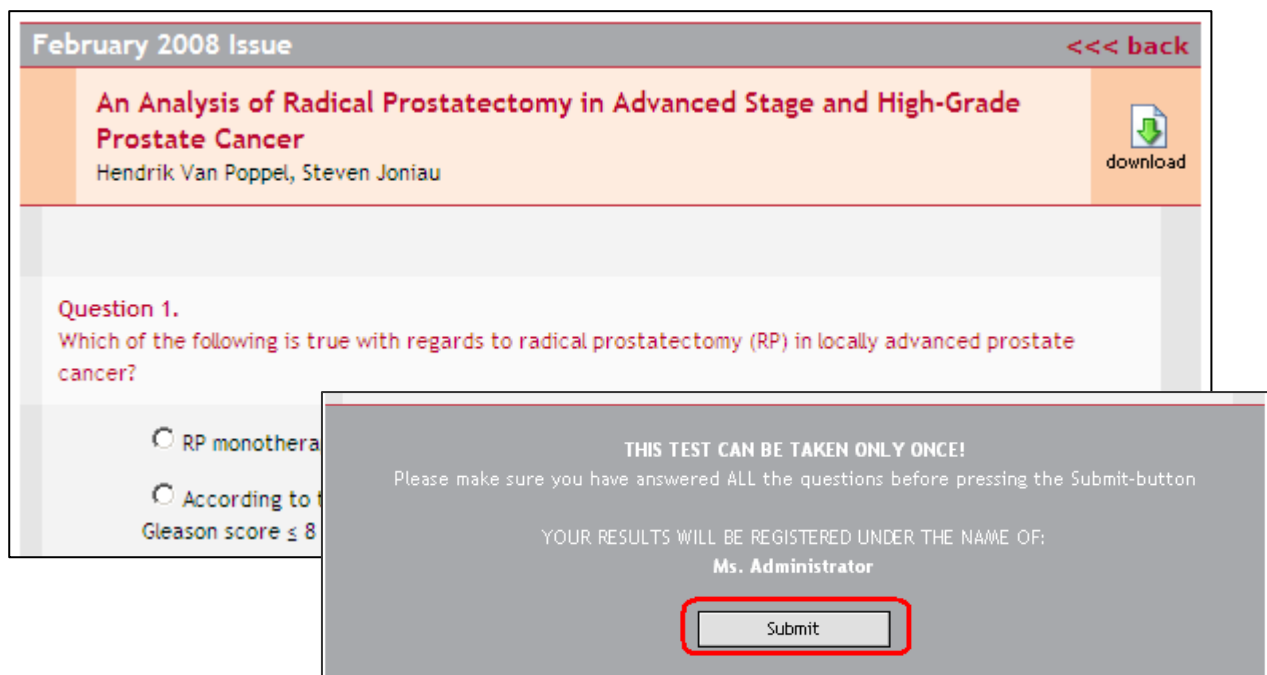 February 2008 Issue
<<< back
An Analysis of Radical Prostatectomy in Advanced Stage and High-Grade
Prostate Cancer
Hendrik Van Poppel, Steven Joniau
download
Question 1.
Which of the following is true with regards to radical prostatectomy (RP) in locally advanced prostate
cancer?
RP
According to
Gleason score ≤ 8
THIS TEST CAN BE TAKEN ONLY ONCE!
Please make sure you have answered ALL the questions before pressing the Submit-button
YOUR RESULTS WILL BE REGISTERED UNDER THE NAME OF:
Ms. Administrator
Submit